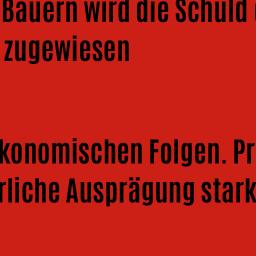 Bauern wird die Schuld
zugewiesen
konomischen Folgen. Pr
rliche Ausprägung stark